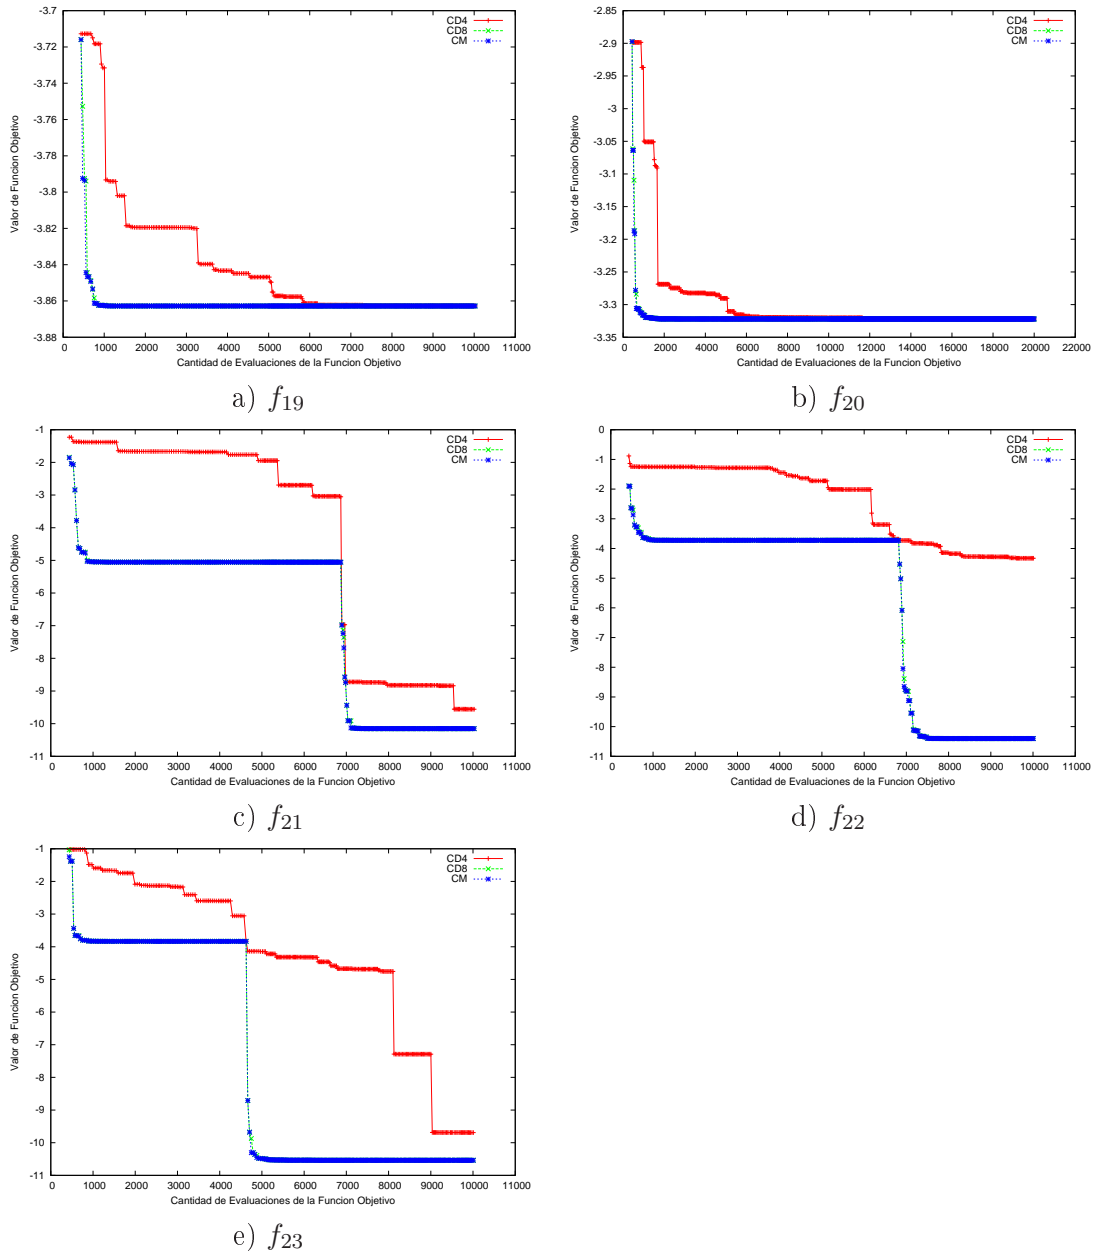 -3.7
-3.72
-3.74
-3.76
-3.78
-3.8
-3.82
-3.84
-3.86
-3.88
0 1000 2000 3000 4000 5000 6000 7000 8000 9000 10000 11000
Valor de Funcion Objetivo
Cantidad de Evaluaciones de la Funcion Objetivo
CD4
CD8
CM
a) f19
-2.85
-2.9
-2.95
-3
-3.05
-3.1
-3.15
-3.2
-3.25
-3.3
-3.35
0 2000 4000 6000 8000 10000 12000 14000 16000 18000 20000 22000
Valor de Funcion Objetivo
Cantidad de Evaluaciones de la Funcion Objetivo
CD4
CD8
CM
b) f20
-1
-2
-3
-4
-5
-6
-7
-8
-9
-10
-11
0 1000 2000 3000 4000 5000 6000 7000 8000 9000 10000 11000
Valor de Funcion Objetivo
Cantidad de Evaluaciones de la Funcion Objetivo
CD4
CD8
CM
c) f21
0
-1
-2
-3
-4
-5
-6
-7
-8
-9
-10
-11
0 1000 2000 3000 4000 5000 6000 7000 8000 9000 10000 11000
Valor de Funcion Objetivo
Cantidad de Evaluaciones de la Funcion Objetivo
CD4
CD8
CM
d) f22
-1
-2
-3
-4
-5
-6
-7
-8
-9
-10
-11
0 1000 2000 3000 4000 5000 6000 7000 8000 9000 10000 11000
Valor de Funcion Objetivo
Cantidad de Evaluaciones de la Funcion Objetivo
CD4
CD8
CM
e) f23